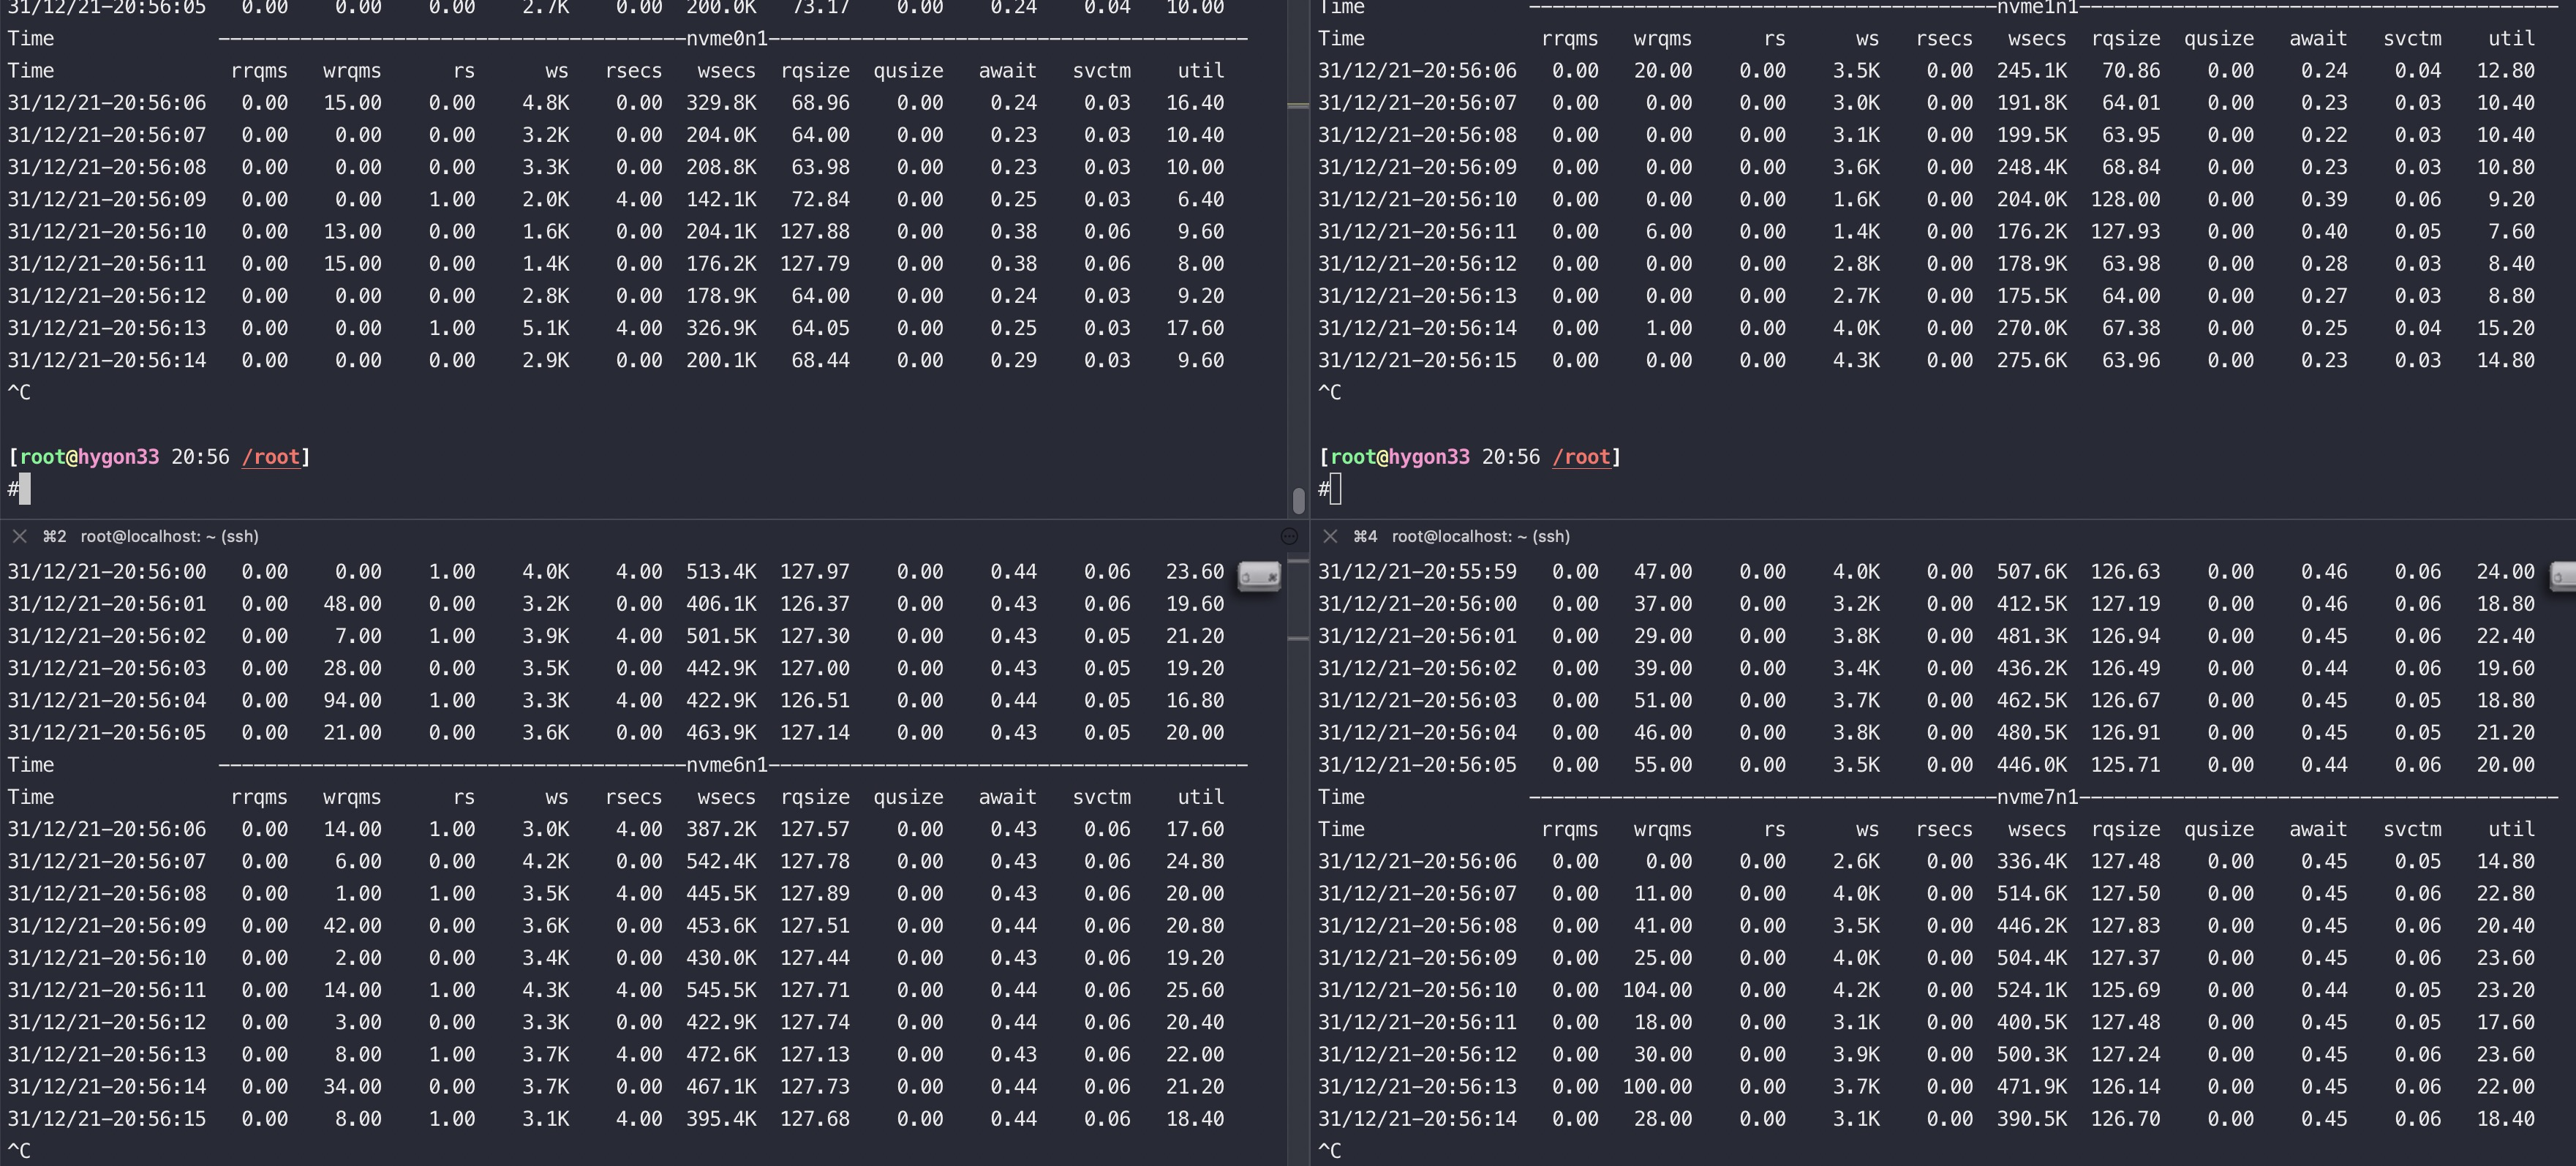 31/12/21-20:56:05 0.00 0.00 0.00 2.7K 0.00 200.0K 73.17 0.00 0.24 0.04 10.00
Time ----------------------------------------nvme0n1-----------------------------------------
Time rrqms wrqms rs ws rsecs wsecs rqsize qusize await svctm util
31/12/21-20:56:06 0.00 15.00 0.00 4.8K 0.00 329.8K 68.96 0.00 0.24 0.03 16.40
31/12/21-20:56:07 0.00 0.00 0.00 3.2K 0.00 204.0K 64.00 0.00 0.23 0.03 10.40
31/12/21-20:56:08 0.00 0.00 0.00 3.3K 0.00 208.8K 63.98 0.00 0.23 0.03 10.00
31/12/21-20:56:09 0.00 0.00 1.00 2.0K 4.00 142.1K 72.84 0.00 0.25 0.03 6.40
31/12/21-20:56:10 0.00 13.00 0.00 1.6K 0.00 204.1K 127.88 0.00 0.38 0.06 9.60
31/12/21-20:56:11 0.00 15.00 0.00 1.4K 0.00 176.2K 127.79 0.00 0.38 0.06 8.00
31/12/21-20:56:12 0.00 0.00 0.00 2.8K 0.00 178.9K 64.00 0.00 0.24 0.03 9.20
31/12/21-20:56:13 0.00 0.00 1.00 5.1K 4.00 326.9K 64.05 0.00 0.25 0.03 17.60
31/12/21-20:56:14 0.00 0.00 0.00 2.9K 0.00 200.1K 68.44 0.00 0.29 0.03 9.60
^C
[root@hygon33 20:56 /root]
#
Time ----------------------------------------nvme1n1-----------------------------------------
Time rrqms wrqms rs ws rsecs wsecs rqsize qusize await svctm util
31/12/21-20:56:06 0.00 20.00 0.00 3.5K 0.00 245.1K 70.86 0.00 0.24 0.04 12.80
31/12/21-20:56:07 0.00 0.00 0.00 3.0K 0.00 191.8K 64.01 0.00 0.23 0.03 10.40
31/12/21-20:56:08 0.00 0.00 0.00 3.1K 0.00 199.5K 63.95 0.00 0.22 0.03 10.40
31/12/21-20:56:09 0.00 0.00 0.00 3.6K 0.00 248.4K 68.84 0.00 0.23 0.03 10.80
31/12/21-20:56:10 0.00 0.00 0.00 1.6K 0.00 204.0K 128.00 0.00 0.39 0.06 9.20
31/12/21-20:56:11 0.00 6.00 0.00 1.4K 0.00 176.2K 127.93 0.00 0.40 0.05 7.60
31/12/21-20:56:12 0.00 0.00 0.00 2.8K 0.00 178.9K 63.98 0.00 0.28 0.03 8.40
31/12/21-20:56:13 0.00 0.00 0.00 2.7K 0.00 175.5K 64.00 0.00 0.27 0.03 8.80
31/12/21-20:56:14 0.00 1.00 0.00 4.0K 0.00 270.0K 67.38 0.00 0.25 0.04 15.20
31/12/21-20:56:15 0.00 0.00 0.00 4.3K 0.00 275.6K 63.96 0.00 0.23 0.03 14.80
^C
[root@hygon33 20:56 /root]
#
⌘2 root@localhost: ~ (ssh)
31/12/21-20:56:00 0.00 0.00 1.00 4.0K 4.00 513.4K 127.97 0.00 0.44 0.06 23.60
31/12/21-20:56:01 0.00 48.00 0.00 3.2K 0.00 406.1K 126.37 0.00 0.43 0.06 19.60
31/12/21-20:56:02 0.00 7.00 1.00 3.9K 4.00 501.5K 127.30 0.00 0.43 0.05 21.20
31/12/21-20:56:03 0.00 28.00 0.00 3.5K 0.00 442.9K 127.00 0.00 0.43 0.05 19.20
31/12/21-20:56:04 0.00 94.00 1.00 3.3K 4.00 422.9K 126.51 0.00 0.44 0.05 16.80
31/12/21-20:56:05 0.00 21.00 0.00 3.6K 0.00 463.9K 127.14 0.00 0.43 0.05 20.00
Time ----------------------------------------nvme6n1-----------------------------------------
Time rrqms wrqms rs ws rsecs wsecs rqsize qusize await svctm util
31/12/21-20:56:06 0.00 14.00 1.00 3.0K 4.00 387.2K 127.57 0.00 0.43 0.06 17.60
31/12/21-20:56:07 0.00 6.00 0.00 4.2K 0.00 542.4K 127.78 0.00 0.43 0.06 24.80
31/12/21-20:56:08 0.00 1.00 1.00 3.5K 4.00 445.5K 127.89 0.00 0.43 0.06 20.00
31/12/21-20:56:09 0.00 42.00 0.00 3.6K 0.00 453.6K 127.51 0.00 0.44 0.06 20.80
31/12/21-20:56:10 0.00 2.00 0.00 3.4K 0.00 430.0K 127.44 0.00 0.43 0.06 19.20
31/12/21-20:56:11 0.00 14.00 1.00 4.3K 4.00 545.5K 127.71 0.00 0.44 0.06 25.60
31/12/21-20:56:12 0.00 3.00 0.00 3.3K 0.00 422.9K 127.74 0.00 0.44 0.06 20.40
31/12/21-20:56:13 0.00 8.00 1.00 3.7K 4.00 472.6K 127.13 0.00 0.43 0.06 22.00
31/12/21-20:56:14 0.00 34.00 0.00 3.7K 0.00 467.1K 127.73 0.00 0.44 0.06 21.20
31/12/21-20:56:15 0.00 8.00 1.00 3.1K 4.00 395.4K 127.68 0.00 0.44 0.06 18.40
^C
⌘4 root@localhost: ~ (ssh)
31/12/21-20:55:59 0.00 47.00 0.00 4.0K 0.00 507.6K 126.63 0.00 0.46 0.06 24.00
31/12/21-20:56:00 0.00 37.00 0.00 3.2K 0.00 412.5K 127.19 0.00 0.46 0.06 18.80
31/12/21-20:56:01 0.00 29.00 0.00 3.8K 0.00 481.3K 126.94 0.00 0.45 0.06 22.40
31/12/21-20:56:02 0.00 39.00 0.00 3.4K 0.00 436.2K 126.49 0.00 0.44 0.06 19.60
31/12/21-20:56:03 0.00 51.00 0.00 3.7K 0.00 462.5K 126.67 0.00 0.45 0.05 18.80
31/12/21-20:56:04 0.00 46.00 0.00 3.8K 0.00 480.5K 126.91 0.00 0.45 0.05 21.20
31/12/21-20:56:05 0.00 55.00 0.00 3.5K 0.00 446.0K 125.71 0.00 0.44 0.06 20.00
Time ----------------------------------------nvme7n1-----------------------------------------
Time rrqms wrqms rs ws rsecs wsecs rqsize qusize await svctm util
31/12/21-20:56:06 0.00 0.00 0.00 2.6K 0.00 336.4K 127.48 0.00 0.45 0.05 14.80
31/12/21-20:56:07 0.00 11.00 0.00 4.0K 0.00 514.6K 127.50 0.00 0.45 0.06 22.80
31/12/21-20:56:08 0.00 41.00 0.00 3.5K 0.00 446.2K 127.83 0.00 0.45 0.06 20.40
31/12/21-20:56:09 0.00 25.00 0.00 4.0K 0.00 504.4K 127.37 0.00 0.45 0.06 23.60
31/12/21-20:56:10 0.00 104.00 0.00 4.2K 0.00 524.1K 125.69 0.00 0.44 0.05 23.20
31/12/21-20:56:11 0.00 18.00 0.00 3.1K 0.00 400.5K 127.48 0.00 0.45 0.05 17.60
31/12/21-20:56:12 0.00 30.00 0.00 3.9K 0.00 500.3K 127.24 0.00 0.45 0.06 23.60
31/12/21-20:56:13 0.00 100.00 0.00 3.7K 0.00 471.9K 126.14 0.00 0.45 0.06 22.00
31/12/21-20:56:14 0.00 28.00 0.00 3.1K 0.00 390.5K 126.70 0.00 0.45 0.06 18.40
^C